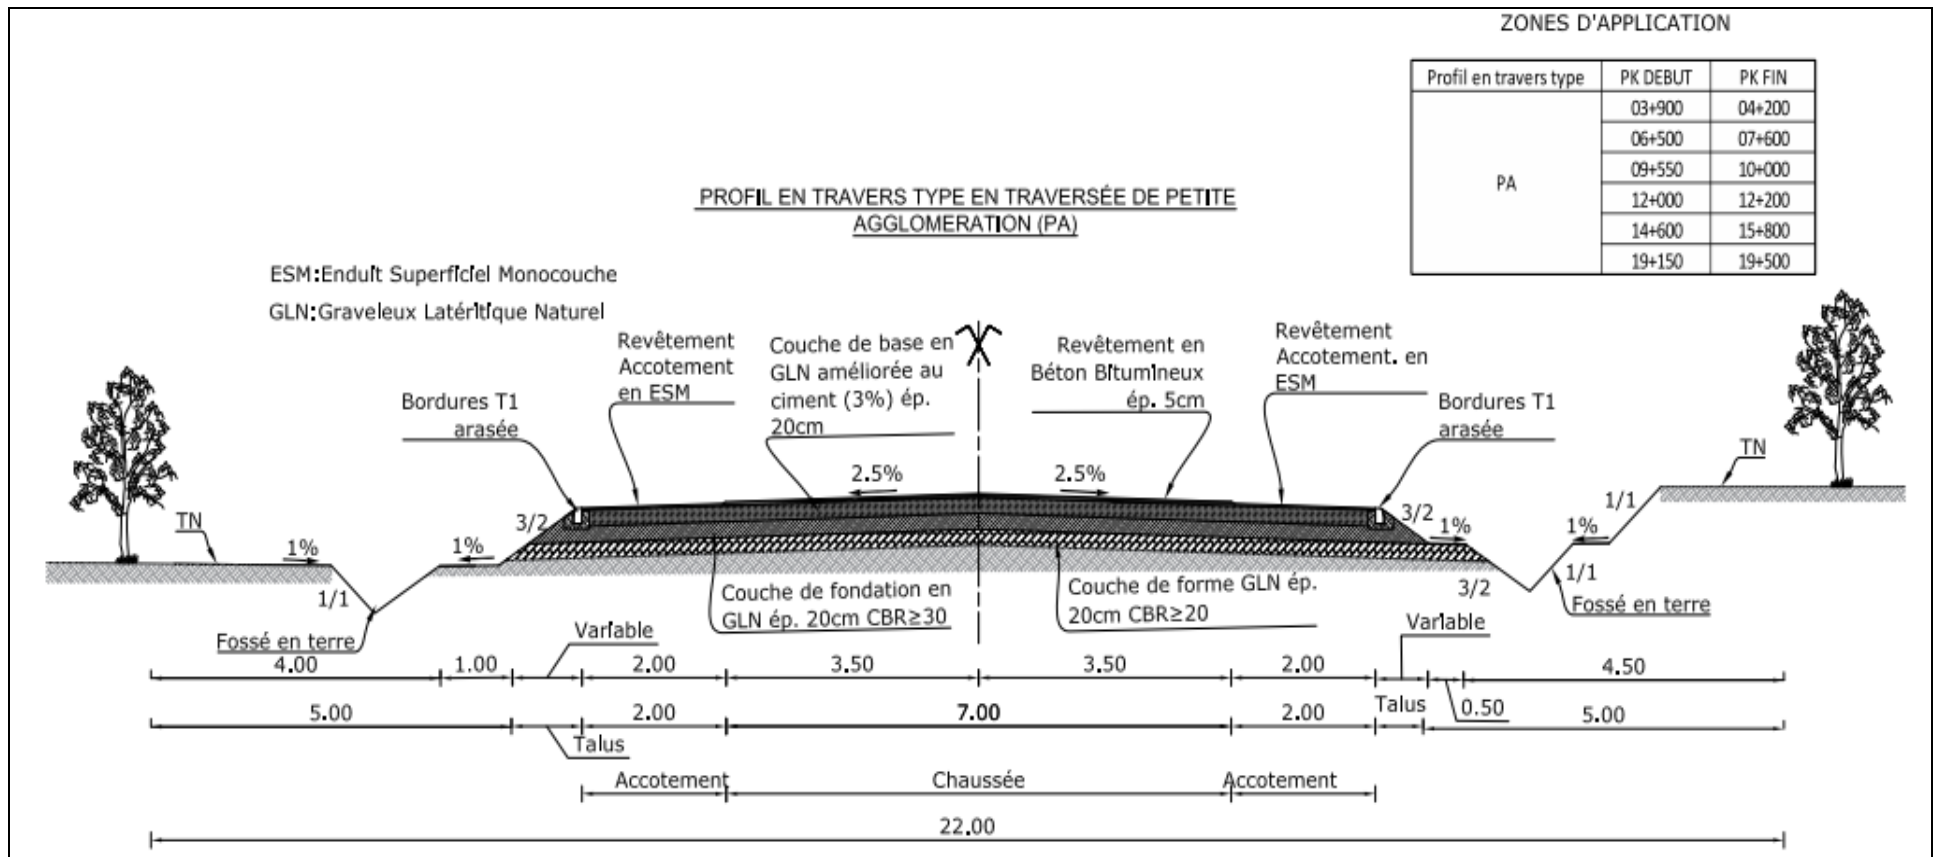 ZONES D'APPLICATION
Profil en travers type PK DEBUT PK FIN
PA
03+900 04+200
06+500 07+600
09+550 10+000
12+000 12+200
14+600 15+800
19+150 19+500
PROFIL EN TRAVERS TYPE EN TRAVERSÉE DE PETITE
AGGLOMERATION (PA)
ESM:Enduit Superficiel Monocouche
GLN:Graveleux Latéritique Naturel
Bordures T1
arasée
Revêtement
Accotement
en ESM
Couche de base en
GLN améliorée au
ciment (3%) ép.
20cm
Revêtement en
Béton Bitumineux
ép. 5cm
Revêtement
Accotement. en
ESM
Bordures T1
arasée
TN
2.5% 2.5%
TN
3/2
3/2
1/1
1% 1%
1% 1%
1/1
3/2
1/1
Fossé en terre
Couche de fondation en
GLN ép. 20cm CBR≥30
Couche de forme GLN ép.
20cm CBR≥20
Fossé en terre
Variable
Variable
4.00 1.00 2.00 3.50 3.50 2.00 4.50
0.50
5.00 2.00 7.00 2.00 Talus 5.00
Talus
Accotement Chaussée Accotement
22.00